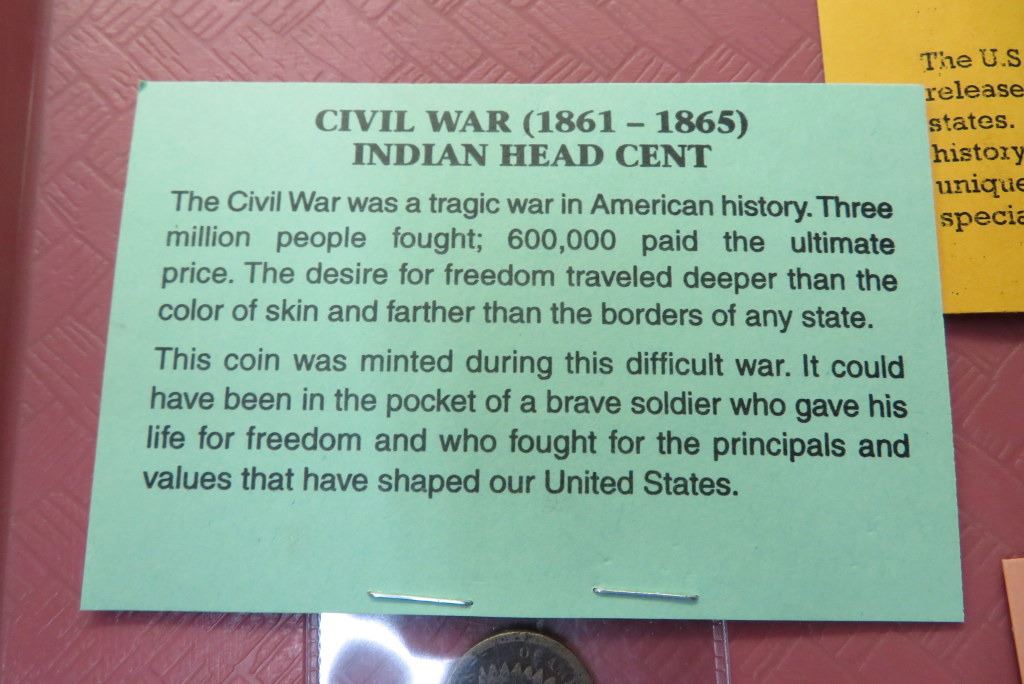 CIVIL WAR (1861 – 1865)
INDIAN HEAD CENT
The Civil War was a tragic war in American history. Three
million people fought; 600,000 paid the ultimate
price. The desire for freedom traveled deeper than the
color of skin and farther than the borders of any state.
This coin was minted during this difficult war. It could
have been in the pocket of a brave soldier who gave his
life for freedom and who fought for the principals and
values that have shaped our United States.
The U.S
release
states.
history
unique
specia